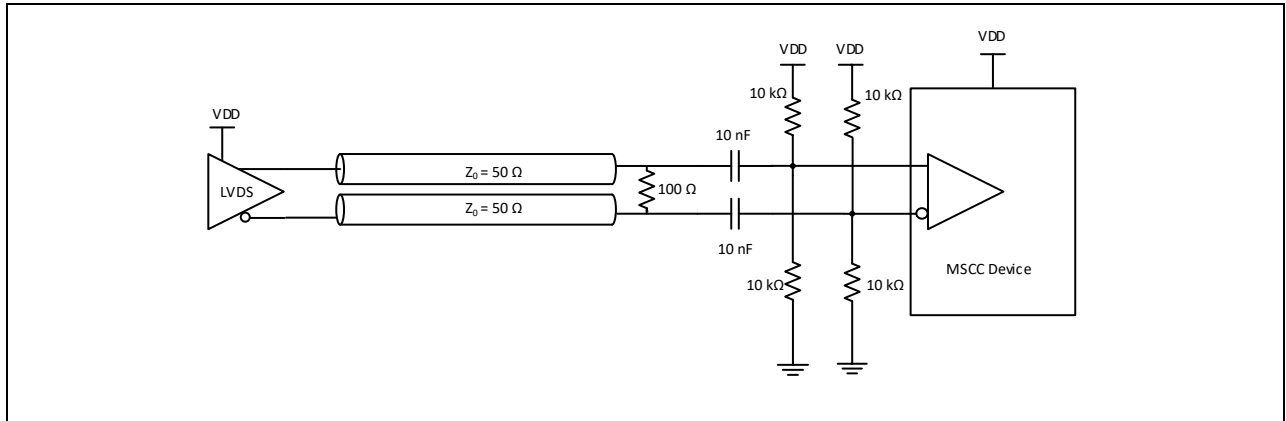 VDD
VDD
VDD
10 kΩ
10 kΩ
VDD
10 nF
LVDS
Z₀ = 50 Ω
100 Ω
Z₀ = 50 Ω
10 nF
MSCC Device
10 kΩ
10 kΩ